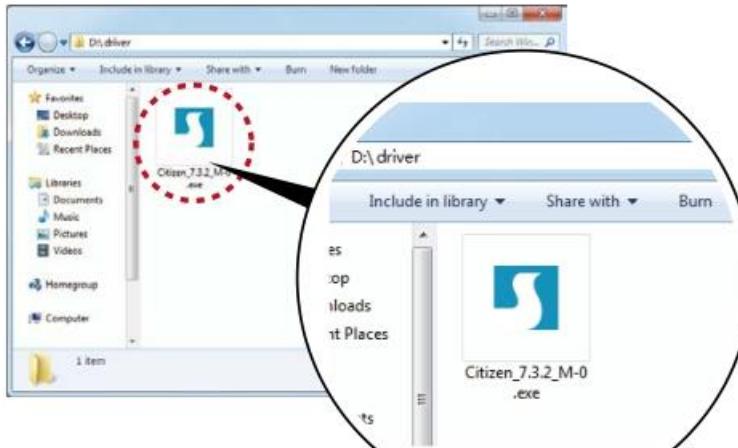 D:\driver
Search Win...
Organize
Include in library
Share with
Burn
New folder
Favorites
Desktop
Downloads
Recent Places
Libraries
Documents
Music
Pictures
Videos
Homegroup
Computer
Citizen_7.3.2_M-0
.exe
1 item
D:\driver
Include in library
Share with
Burn
es
top
nloads
nt Places
ts
Citizen_7.3.2_M-0
.exe